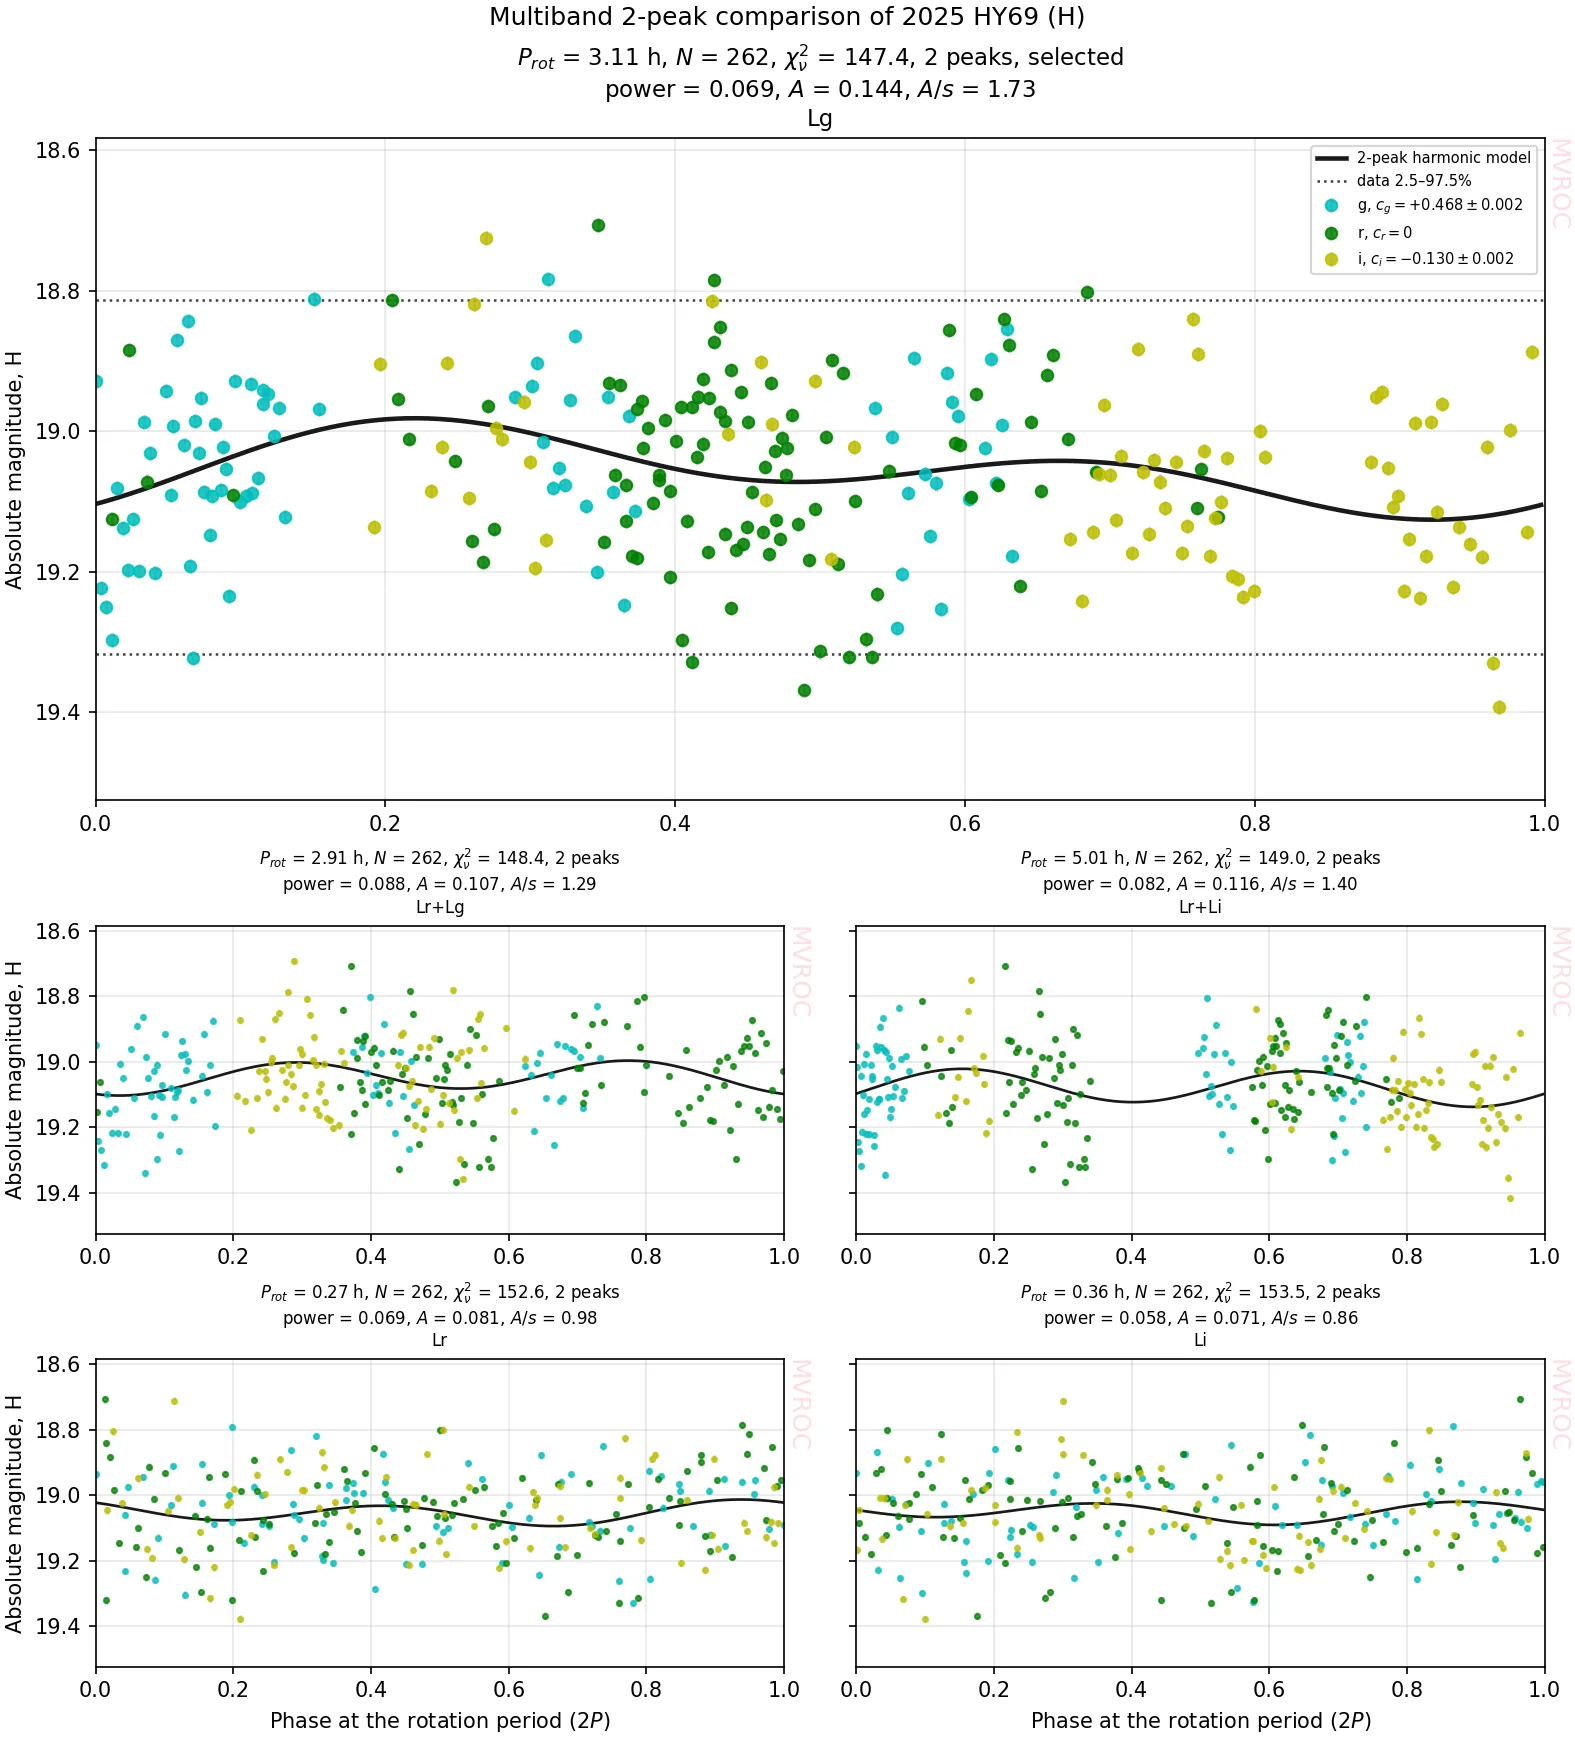 Multiband 2-peak comparison of 2025 HY69 (H)
P_rot = 3.11 h, N = 262, χ²_ν = 147.4, 2 peaks, selected
power = 0.069, A = 0.144, A/s = 1.73
Lg
18.6
18.8
19.0
19.2
19.4
Absolute magnitude, H
2-peak harmonic model
data 2.5–97.5%
g, c_g = +0.468 ± 0.002
r, c_r = 0
i, c_i = −0.130 ± 0.002
MVROC
0.0 0.2 0.4 0.6 0.8 1.0
P_rot = 2.91 h, N = 262, χ²_ν = 148.4, 2 peaks
power = 0.088, A = 0.107, A/s = 1.29
Lr+Lg
18.6
18.8
19.0
19.2
19.4
Absolute magnitude, H
MVROC
0.0 0.2 0.4 0.6 0.8 1.0
P_rot = 5.01 h, N = 262, χ²_ν = 149.0, 2 peaks
power = 0.082, A = 0.116, A/s = 1.40
Lr+Li
MVROC
0.0 0.2 0.4 0.6 0.8 1.0
P_rot = 0.27 h, N = 262, χ²_ν = 152.6, 2 peaks
power = 0.069, A = 0.081, A/s = 0.98
Lr
18.6
18.8
19.0
19.2
19.4
Absolute magnitude, H
MVROC
0.0 0.2 0.4 0.6 0.8 1.0
Phase at the rotation period (2P)
P_rot = 0.36 h, N = 262, χ²_ν = 153.5, 2 peaks
power = 0.058, A = 0.071, A/s = 0.86
Li
MVROC
0.0 0.2 0.4 0.6 0.8 1.0
Phase at the rotation period (2P)